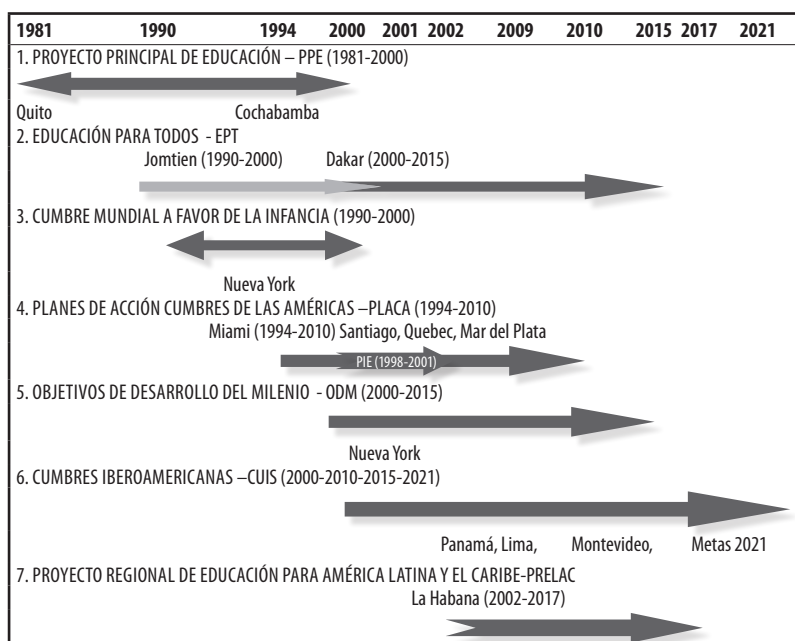 1981 1990 1994 2000 2001 2002 2009 2010 2015 2017 2021
1. PROYECTO PRINCIPAL DE EDUCACIÓN – PPE (1981-2000)
Quito Cochabamba
2. EDUCACIÓN PARA TODOS - EPT
Jomtien (1990-2000) Dakar (2000-2015)
3. CUMBRE MUNDIAL A FAVOR DE LA INFANCIA (1990-2000)
Nueva York
4. PLANES DE ACCIÓN CUMBRES DE LAS AMÉRICAS –PLACA (1994-2010)
Miami (1994-2010) Santiago, Quebec, Mar del Plata
PIE (1998-2001)
5. OBJETIVOS DE DESARROLLO DEL MILENIO - ODM (2000-2015)
Nueva York
6. CUMBRES IBEROAMERICANAS –CUIS (2000-2010-2015-2021)
Panamá, Lima, Montevideo, Metas 2021
7. PROYECTO REGIONAL DE EDUCACIÓN PARA AMÉRICA LATINA Y EL CARIBE-PRELAC
La Habana (2002-2017)